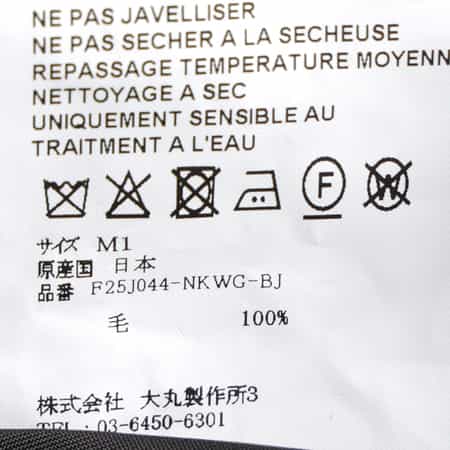 NE PAS JAVELLISER
NE PAS SECHER A LA SECHEUSE
REPASSAGE TEMPERATURE MOYENN
NETTOYAGE A SEC
UNIQUEMENT SENSIBLE AU
TRAITMENT A L'EAU
F W
サイズ M1
原産国 日本
品番 F25J044-NKWG-BJ
毛 100%
株式会社 大丸製作所3
TEL:03-6450-6301